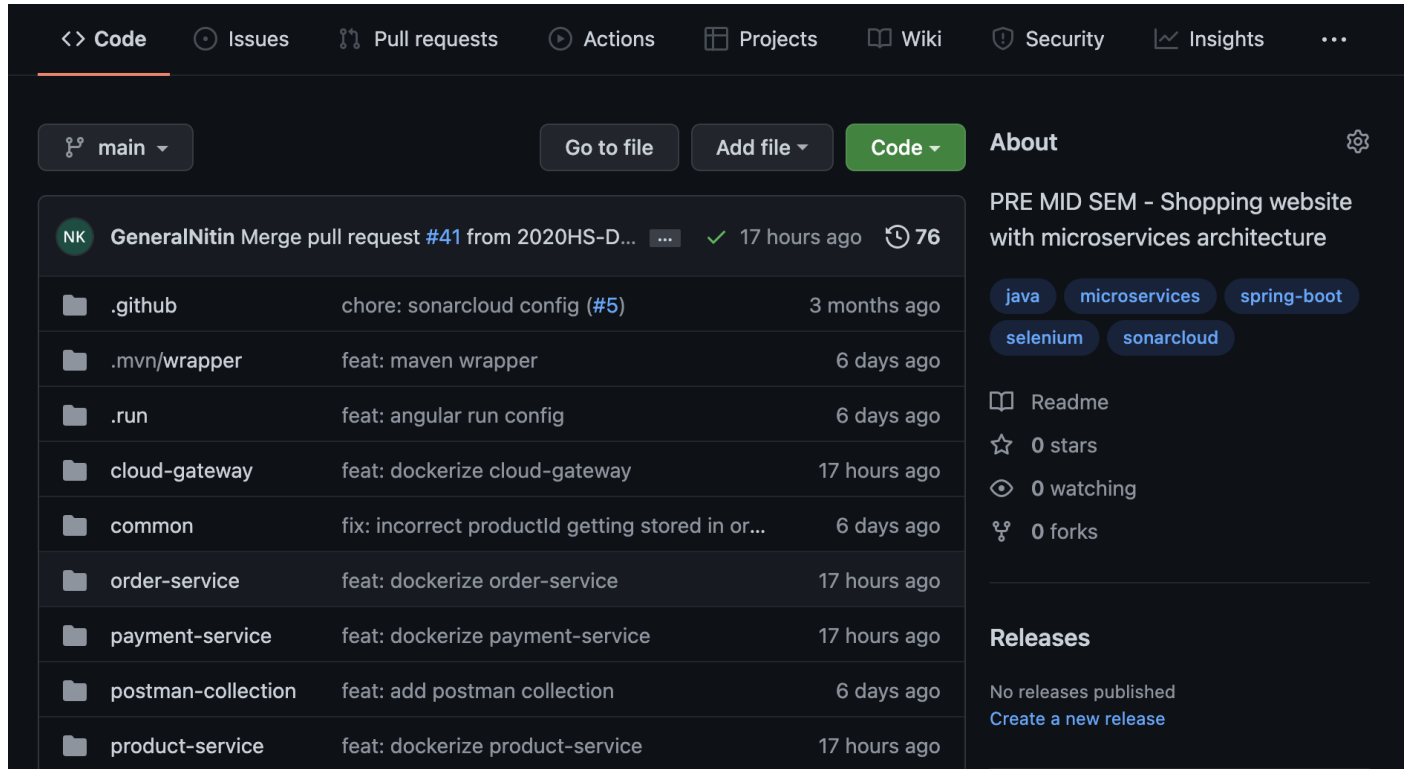 Code Issues Pull requests Actions Projects Wiki Security Insights ...
main Go to file Add file Code
NK GeneralNitin Merge pull request #41 from 2020HS-D... ... 17 hours ago 76
.github chore: sonarcloud config (#5) 3 months ago
.mvn/wrapper feat: maven wrapper 6 days ago
.run feat: angular run config 6 days ago
cloud-gateway feat: dockerize cloud-gateway 17 hours ago
common fix: incorrect productId getting stored in or... 6 days ago
order-service feat: dockerize order-service 17 hours ago
payment-service feat: dockerize payment-service 17 hours ago
postman-collection feat: add postman collection 6 days ago
product-service feat: dockerize product-service 17 hours ago
About
PRE MID SEM - Shopping website
with microservices architecture
java microservices spring-boot
selenium sonarcloud
Readme
0 stars
0 watching
0 forks
Releases
No releases published
Create a new release